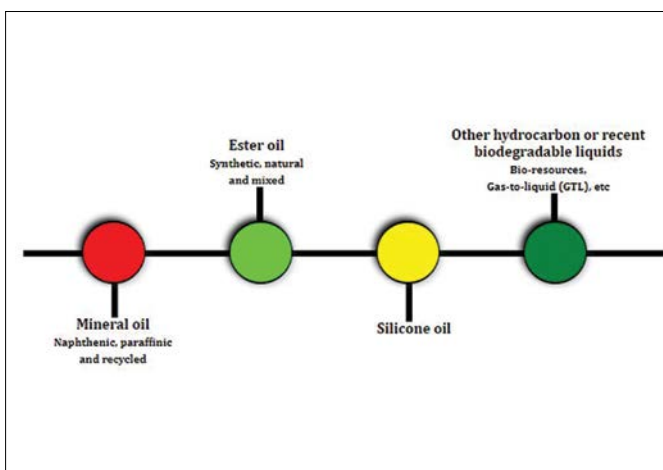 Ester oil
Synthetic, natural
and mixed
Other hydrocarbon or recent
biodegradable liquids
Bio-resources,
Gas-to-liquid (GTL), etc
Mineral oil
Naphthenic, paraffinic
and recycled
Silicone oil